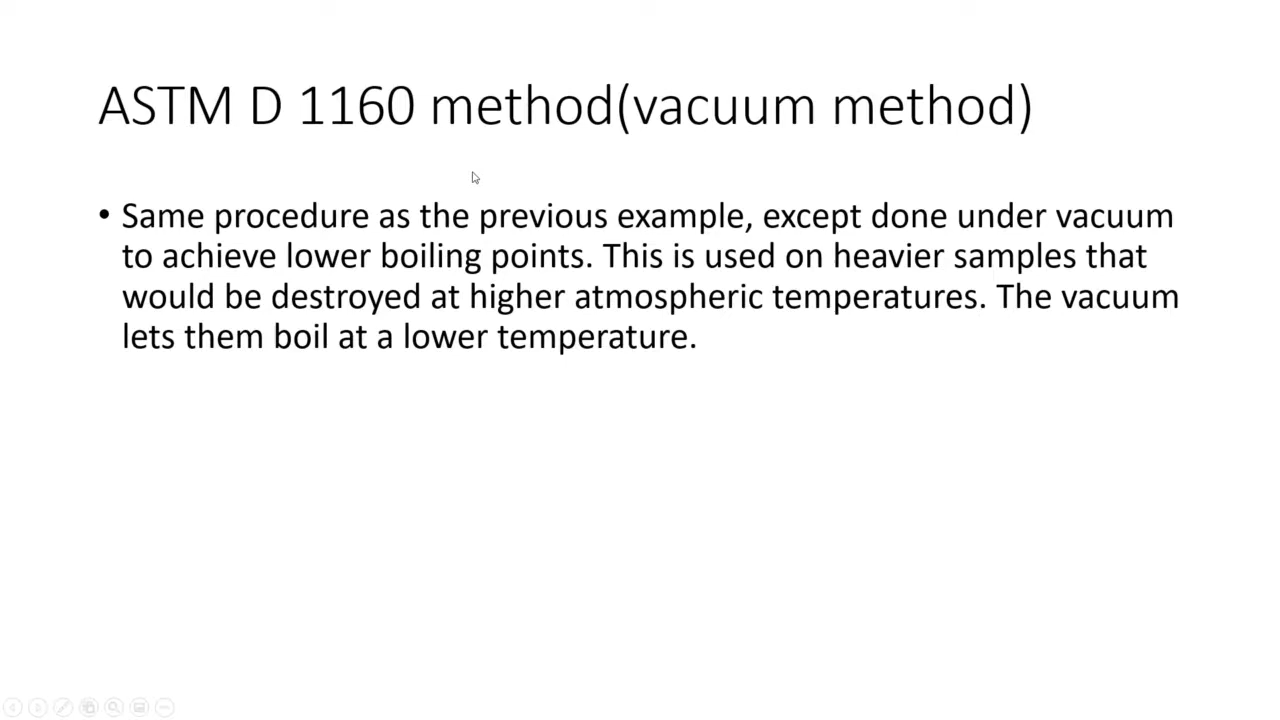 ASTM D 1160 method(vacuum method)
• Same procedure as the previous example, except done under vacuum
to achieve lower boiling points. This is used on heavier samples that
would be destroyed at higher atmospheric temperatures. The vacuum
lets them boil at a lower temperature.